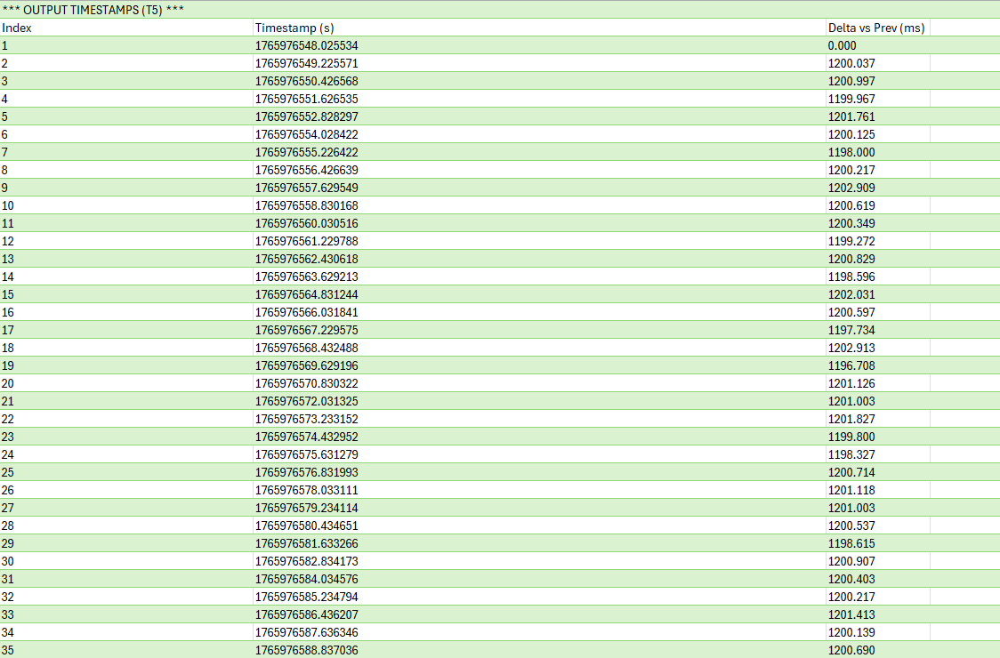 *** OUTPUT TIMESTAMPS (T5) ***
Index Timestamp (s) Delta vs Prev (ms)
1 1765976548.025534 0.000
2 1765976549.225571 1200.037
3 1765976550.426568 1200.997
4 1765976551.626535 1199.967
5 1765976552.828297 1201.761
6 1765976554.028422 1200.125
7 1765976555.226422 1198.000
8 1765976556.426639 1200.217
9 1765976557.629549 1202.909
10 1765976558.830168 1200.619
11 1765976560.030516 1200.349
12 1765976561.229788 1199.272
13 1765976562.430618 1200.829
14 1765976563.629213 1198.596
15 1765976564.831244 1202.031
16 1765976566.031841 1200.597
17 1765976567.229575 1197.734
18 1765976568.432488 1202.913
19 1765976569.629196 1196.708
20 1765976570.830322 1201.126
21 1765976572.031325 1201.003
22 1765976573.233152 1201.827
23 1765976574.432952 1199.800
24 1765976575.631279 1198.327
25 1765976576.831993 1200.714
26 1765976578.033111 1201.118
27 1765976579.234114 1201.003
28 1765976580.434651 1200.537
29 1765976581.633266 1198.615
30 1765976582.834173 1200.907
31 1765976584.034576 1200.403
32 1765976585.234794 1200.217
33 1765976586.436207 1201.413
34 1765976587.636346 1200.139
35 1765976588.837036 1200.690